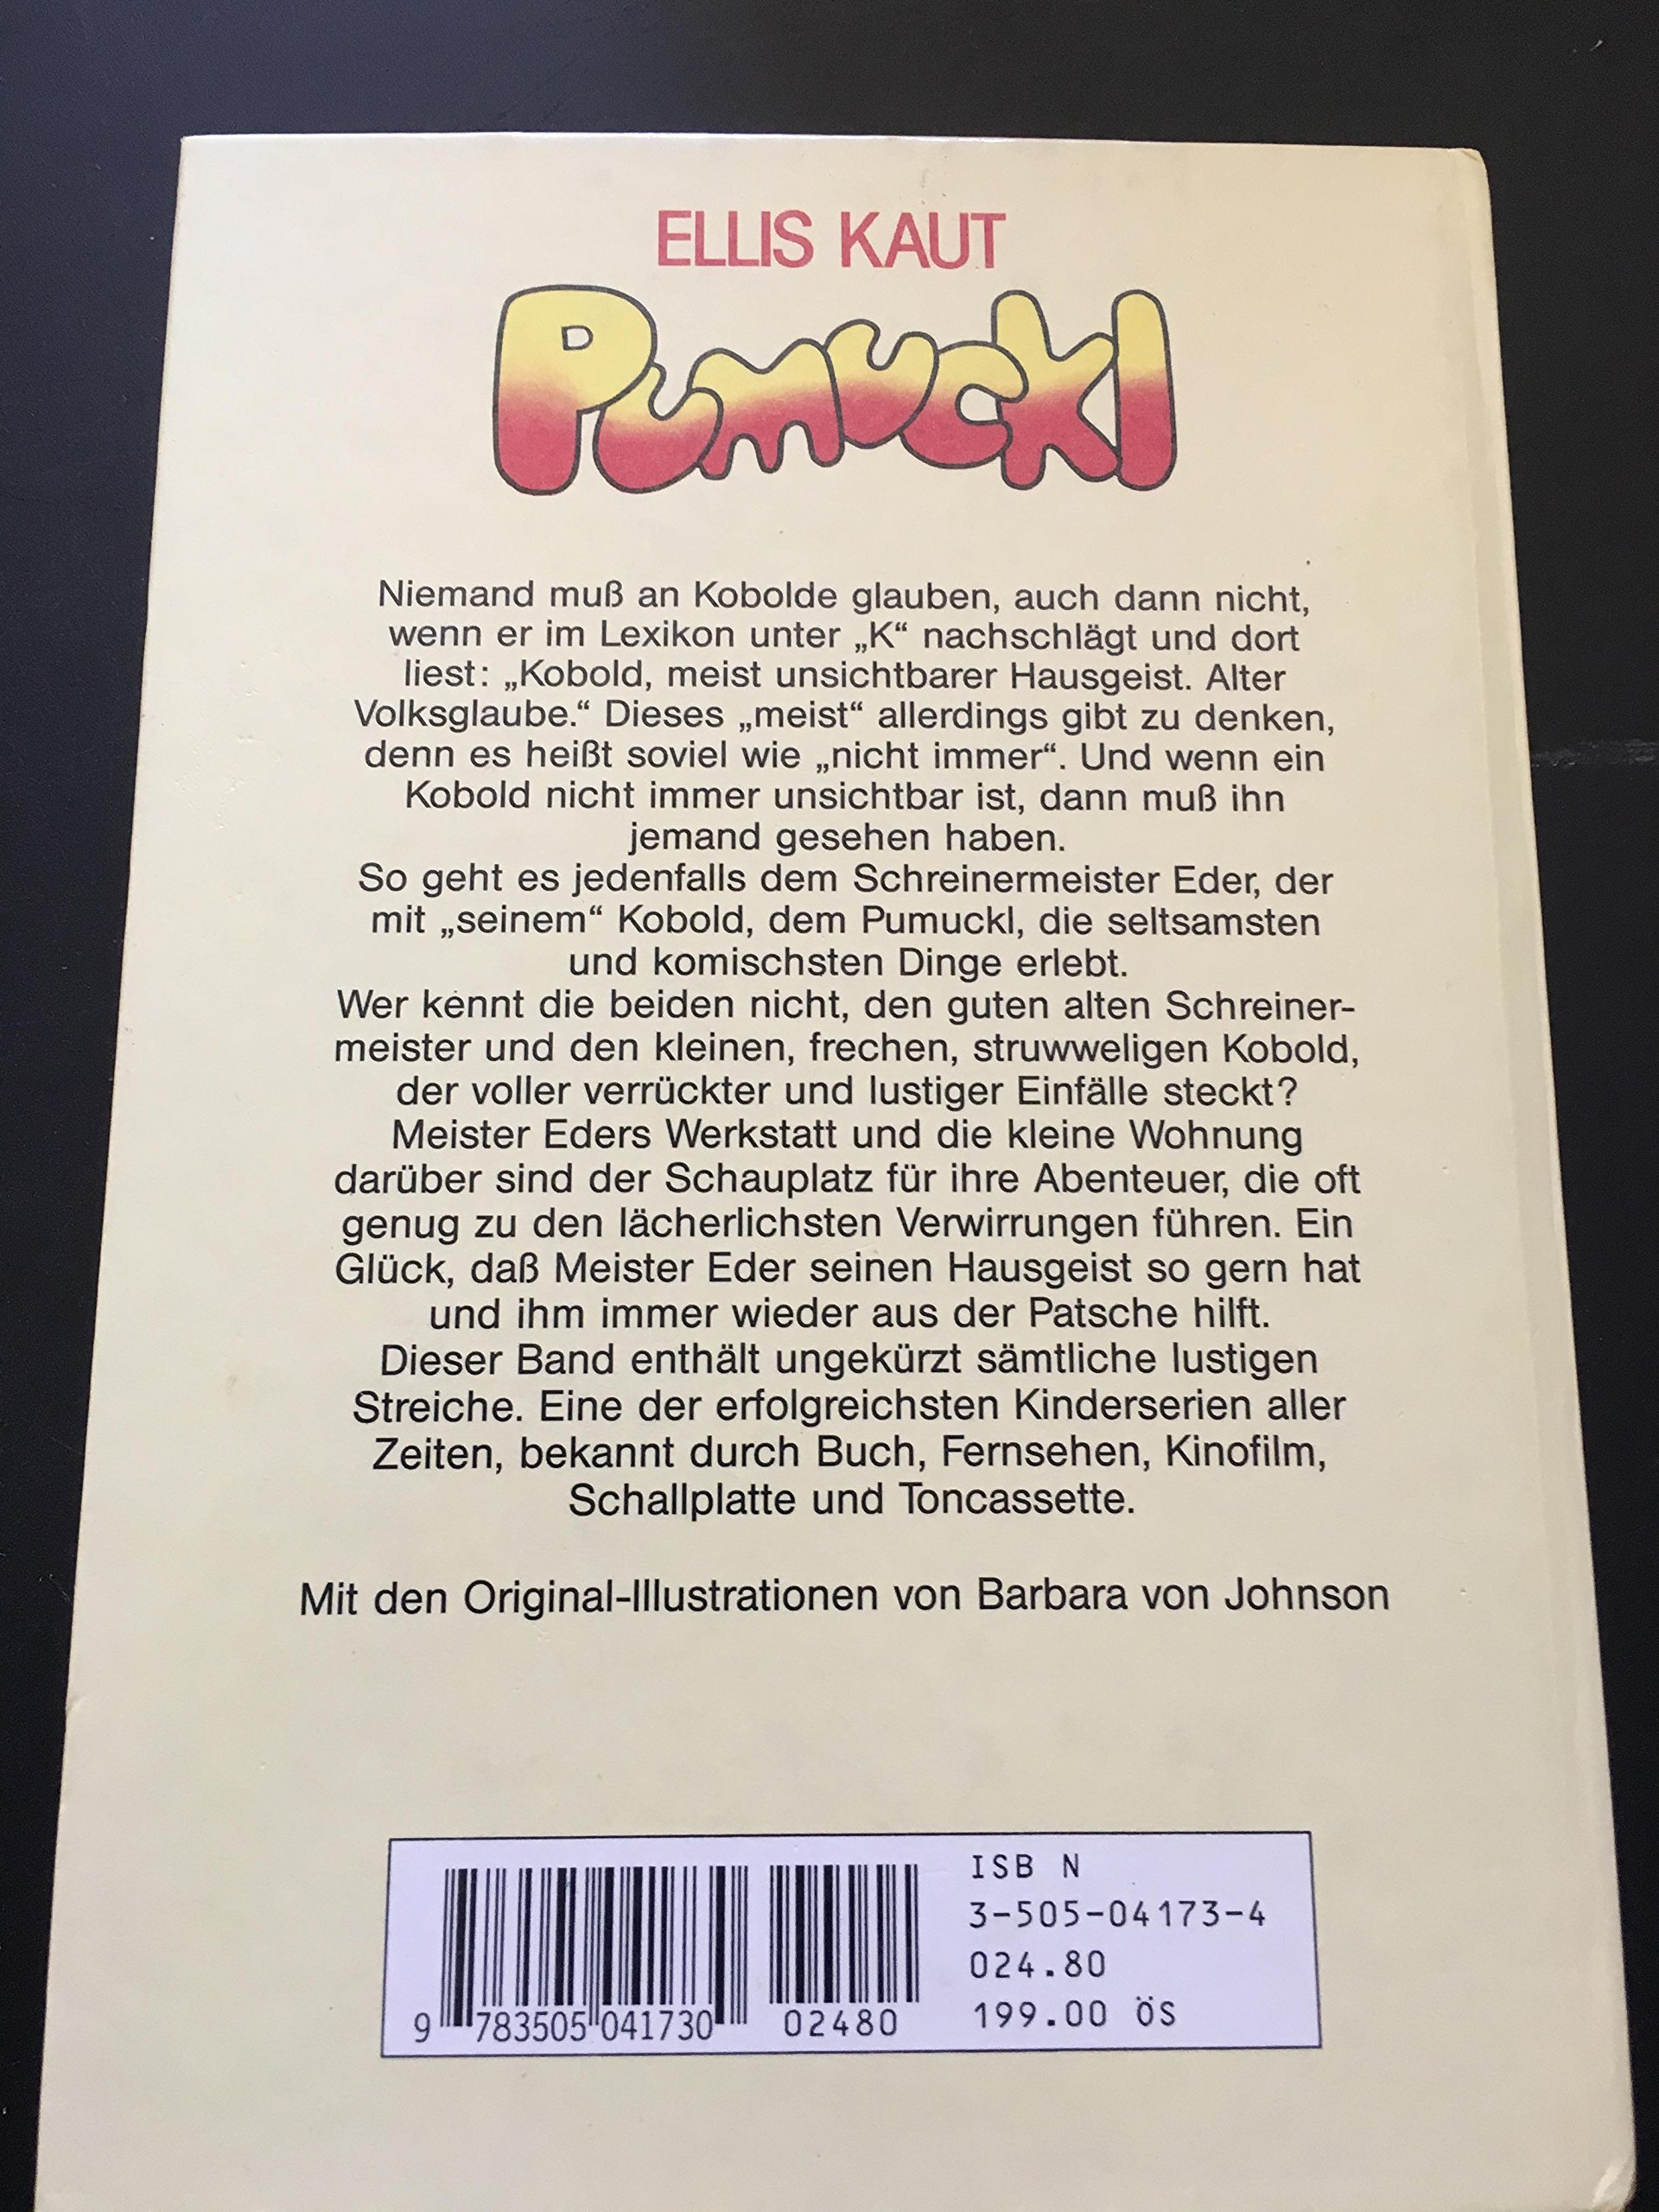 ELLIS KAUT
PUMUCKl
Niemand muß an Kobolde glauben, auch dann nicht,
wenn er im Lexikon unter „K“ nachschlägt und dort
liest: „Kobold, meist unsichtbarer Hausgeist. Alter
Volksglaube.“ Dieses „meist“ allerdings gibt zu denken,
denn es heißt soviel wie „nicht immer“. Und wenn ein
Kobold nicht immer unsichtbar ist, dann muß ihn
jemand gesehen haben.
So geht es jedenfalls dem Schreinermeister Eder, der
mit „seinem“ Kobold, dem Pumuckl, die seltsamsten
und komischsten Dinge erlebt.
Wer kennt die beiden nicht, den guten alten Schreiner-
meister und den kleinen, frechen, struwweligen Kobold,
der voller verrückter und lustiger Einfälle steckt?
Meister Eders Werkstatt und die kleine Wohnung
darüber sind der Schauplatz für ihre Abenteuer, die oft
genug zu den lächerlichsten Verwirrungen führen. Ein
Glück, daß Meister Eder seinen Hausgeist so gern hat
und ihm immer wieder aus der Patsche hilft.
Dieser Band enthält ungekürzt sämtliche lustigen
Streiche. Eine der erfolgreichsten Kinderserien aller
Zeiten, bekannt durch Buch, Fernsehen, Kinofilm,
Schallplatte und Toncassette.
Mit den Original-Illustrationen von Barbara von Johnson
ISB N
3-505-04173-4
024.80
199.00 ÖS
9 783505 041730 02480